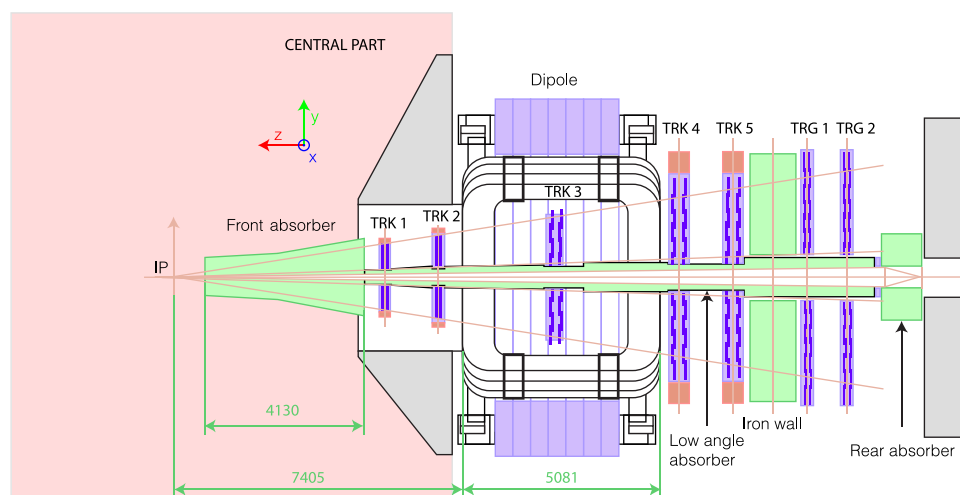 CENTRAL PART
Dipole
y
z
x
TRK 4
TRK 5
TRG 1
TRG 2
TRK 3
TRK 1
TRK 2
Front absorber
IP
4130
Iron wall
Low angle
absorber
Rear absorber
7405
5081